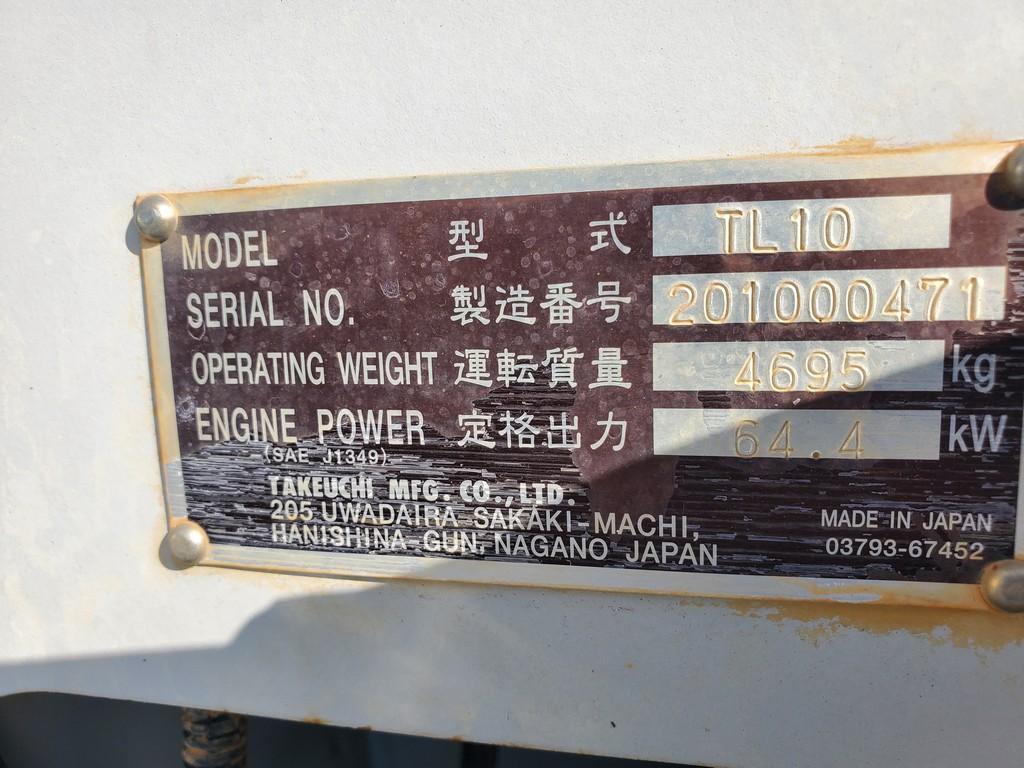 MODEL 型式 TL10
SERIAL NO. 製造番号 201000471
OPERATING WEIGHT 運転質量 4695 kg
ENGINE POWER 定格出力 64.4 kW
(SAE J1349)
TAKEUCHI MFG. CO., LTD.
205 UWADAIRA SAKAKI-MACHI,
HANISHINA-GUN, NAGANO JAPAN
MADE IN JAPAN
03793-67452